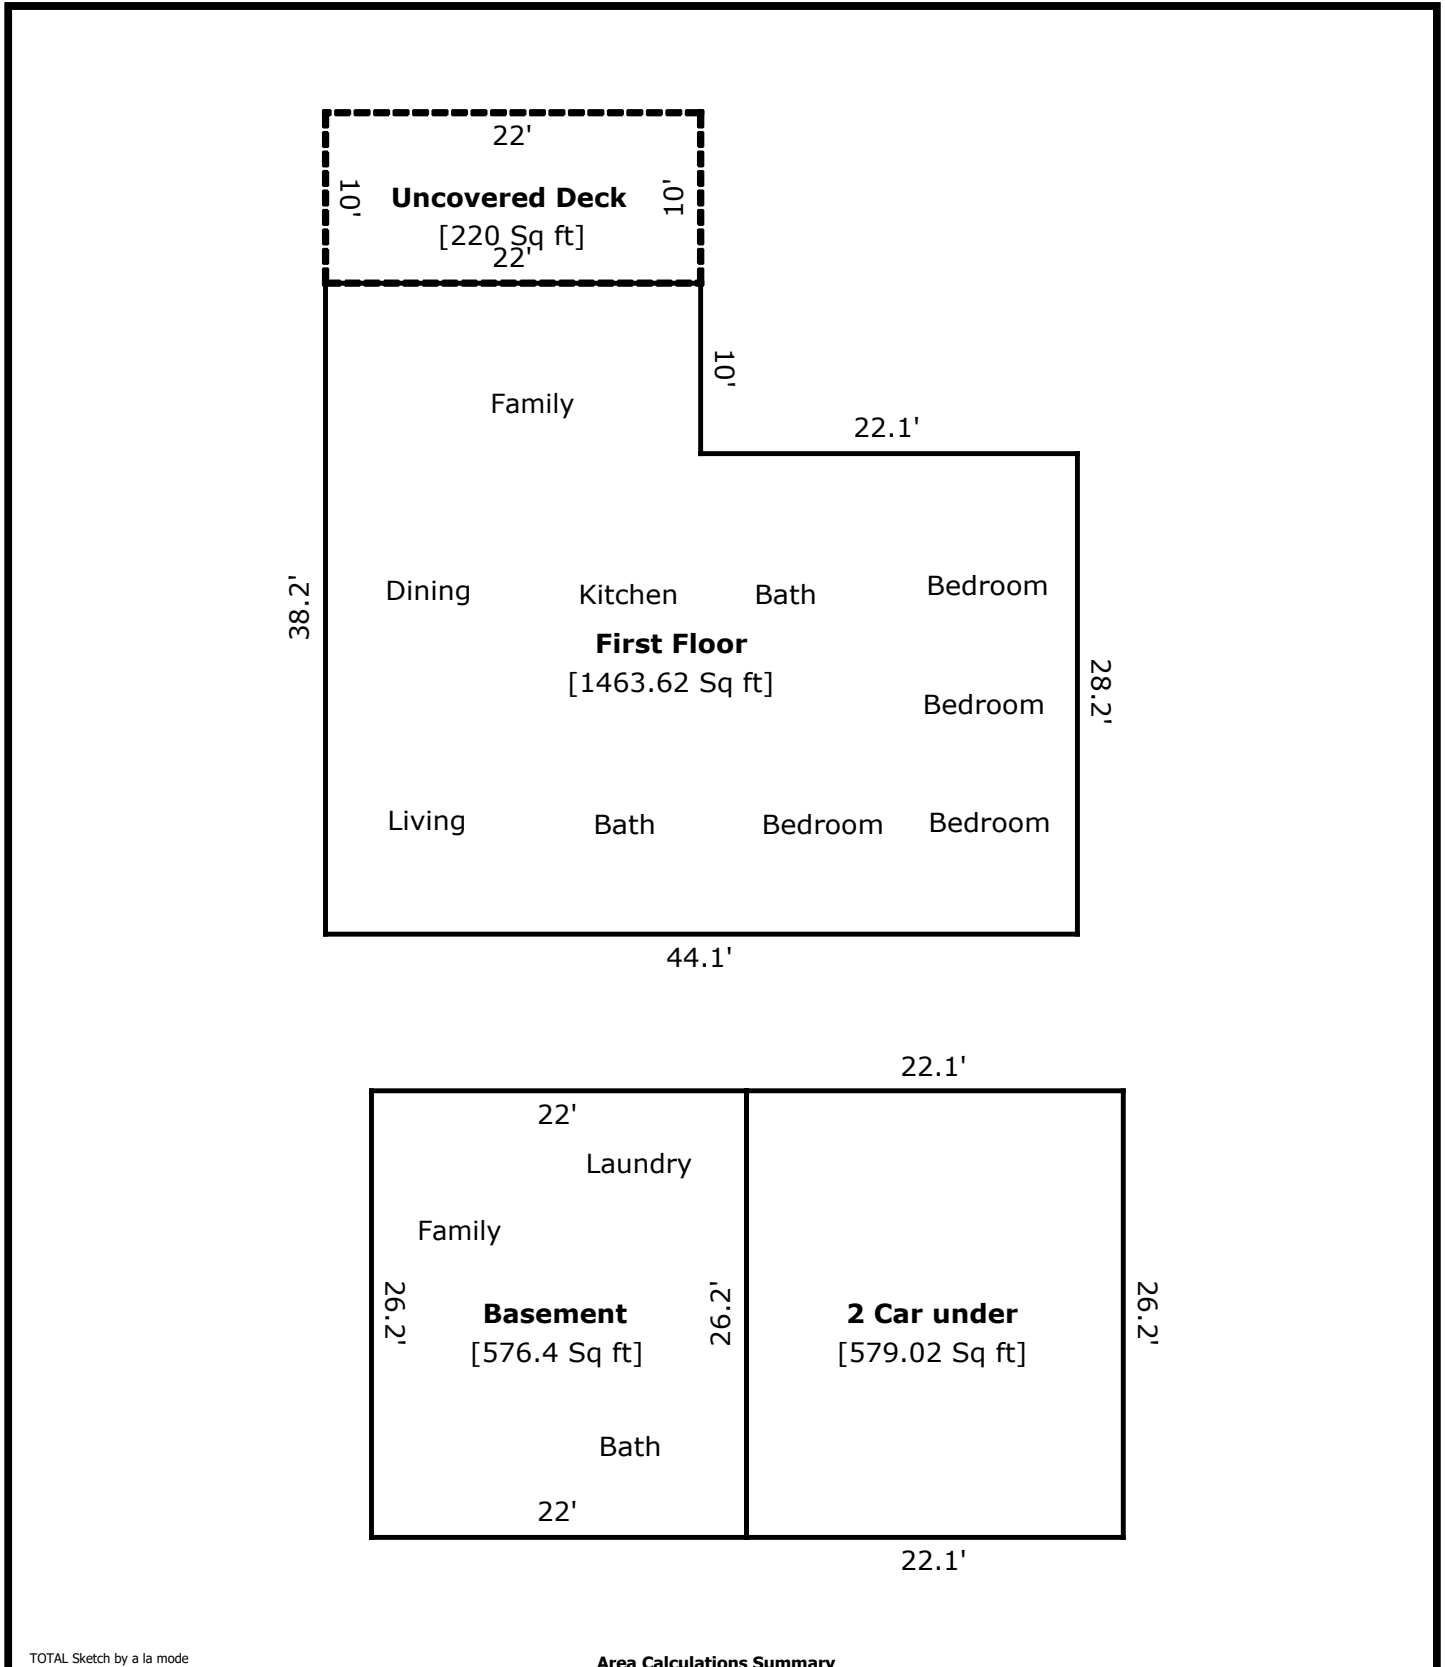 22'
10'
Uncovered Deck
10'
[220 Sq ft]
22'
10'
Family
22.1'
38.2'
Dining
Kitchen
Bath
Bedroom
First Floor
[1463.62 Sq ft]
Bedroom
28.2'
Living
Bath
Bedroom
Bedroom
44.1'
22.1'
22'
Laundry
Family
26.2'
Basement
26.2'
2 Car under
26.2'
[576.4 Sq ft]
[579.02 Sq ft]
Bath
22'
22.1'
TOTAL Sketch by a la mode
Area Calculations Summary